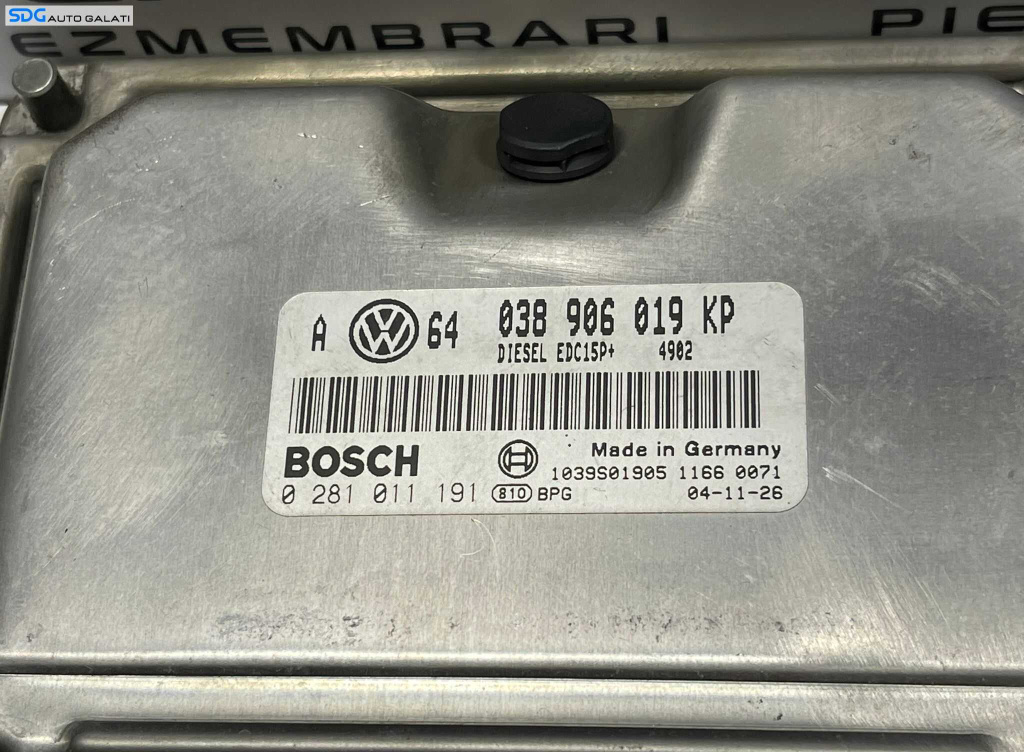 SDG AUTO GALATI
EZMEMBRARI PIE
A VW 64 038 906 019 KP
DIESEL EDC15P+ 4902
BOSCH Made in Germany
1039S01905 1166 0071
0 281 011 191 810 BPG 04-11-26